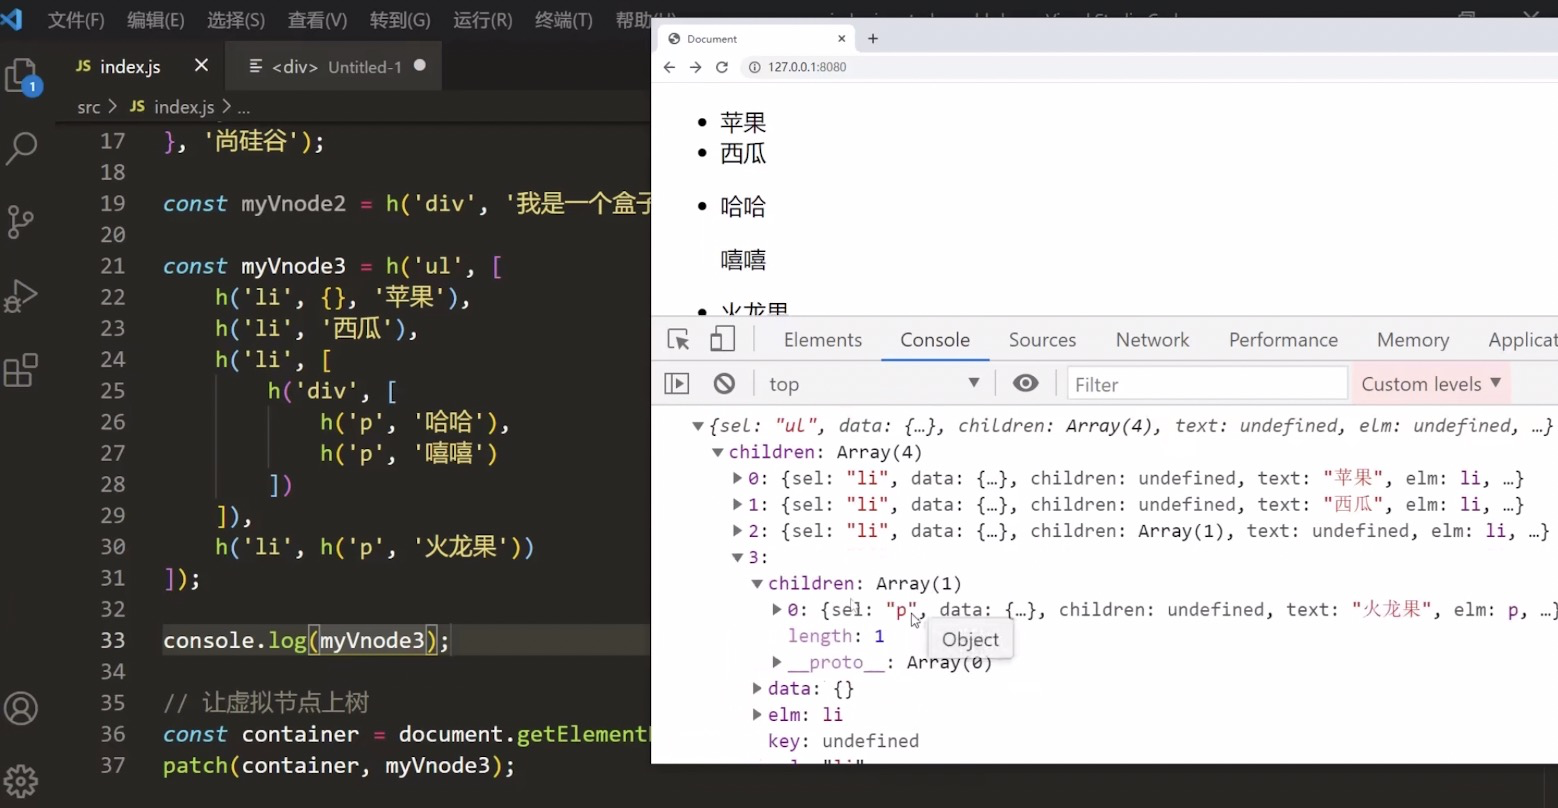 文件(F) 编辑(E) 选择(S) 查看(V) 转到(G) 运行(R) 终端(T) 帮助
JS index.js × <div> Untitled-1
1
src > JS index.js > ...
17 }, '尚硅谷');
18
19 const myVnode2 = h('div', '我是一个盒子
20
21 const myVnode3 = h('ul', [
22 h('li', {}, '苹果'),
23 h('li', '西瓜'),
24 h('li', [
25 h('div', [
26 h('p', '哈哈'),
27 h('p', '嘻嘻')
28 ])
29 ]),
30 h('li', h('p', '火龙果'))
31 ]);
32
33 console.log(myVnode3);
34
35 // 让虚拟节点上树
36 const container = document.getElement
37 patch(container, myVnode3);
Document × +
127.0.0.1:8080
• 苹果
• 西瓜
• 哈哈
嘻嘻
• 火龙果
Elements Console Sources Network Performance Memory Applicat
top ▼ Filter Custom levels ▼
▼{sel: "ul", data: {…}, children: Array(4), text: undefined, elm: undefined, …}
▼children: Array(4)
▶0: {sel: "li", data: {…}, children: undefined, text: "苹果", elm: li, …}
▶1: {sel: "li", data: {…}, children: undefined, text: "西瓜", elm: li, …}
▶2: {sel: "li", data: {…}, children: Array(1), text: undefined, elm: li, …}
▼3:
▼children: Array(1)
▶0: {sel: "p", data: {…}, children: undefined, text: "火龙果", elm: p, …}
length: 1
Object
▶__proto__: Array(0)
▶data: {}
▶elm: li
key: undefined